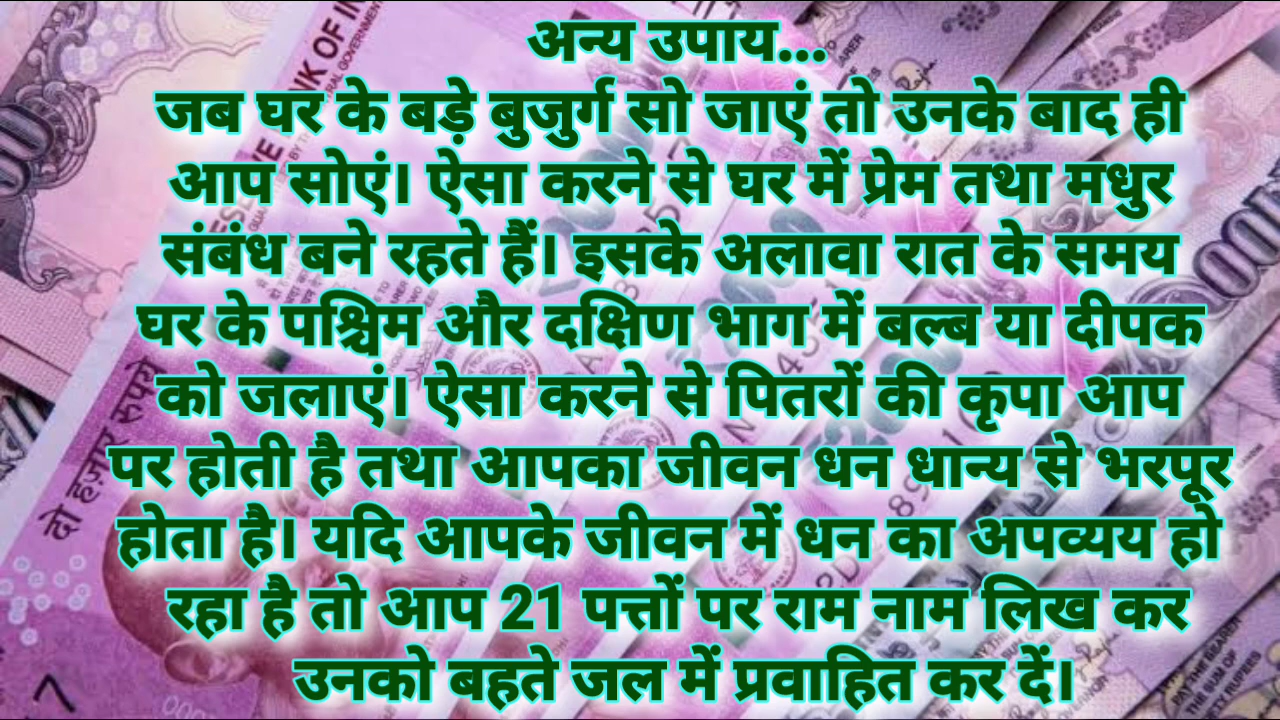 अन्य उपाय...
जब घर के बड़े बुजुर्ग सो जाएं तो उनके बाद ही
आप सोएं। ऐसा करने से घर में प्रेम तथा मधुर
संबंध बने रहते हैं। इसके अलावा रात के समय
घर के पश्चिम और दक्षिण भाग में बल्ब या दीपक
को जलाएं। ऐसा करने से पितरों की कृपा आप
पर होती है तथा आपका जीवन धन धान्य से भरपूर
होता है। यदि आपके जीवन में धन का अपव्यय हो
रहा है तो आप 21 पत्तों पर राम नाम लिख कर
उनको बहते जल में प्रवाहित कर दें।
दो हज़ार रुपये